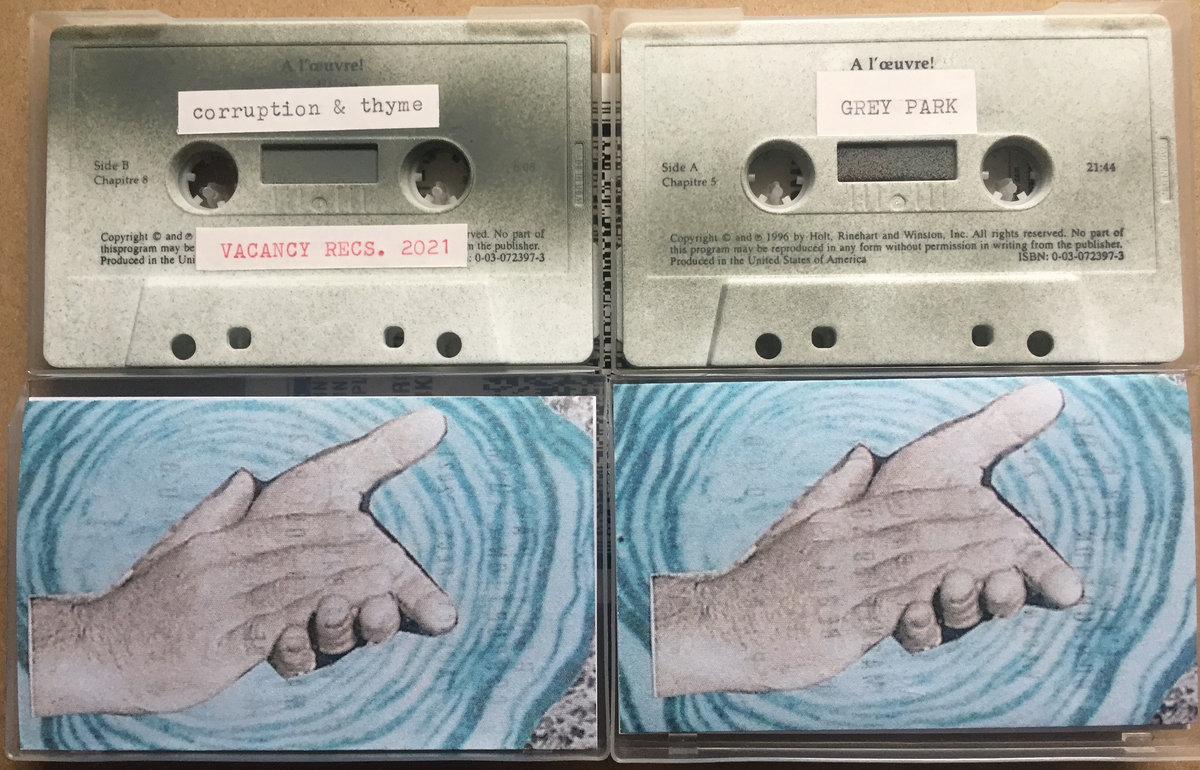 A l'œuvre!
corruption & thyme
Side B
Chapitre 8
Copyright © and ℗ rved. No part of
thisprogram may be n the publisher.
Produced in the Uni : 0-03-072397-3
VACANCY RECS. 2021
A l'œuvre!
GREY PARK
Side A
Chapitre 5
21:44
Copyright © and ℗ 1996 by Holt, Rinehart and Winston, Inc. All rights reserved. No part of
this program may be reproduced in any form without permission in writing from the publisher.
Produced in the United States of America ISBN: 0-03-072397-3